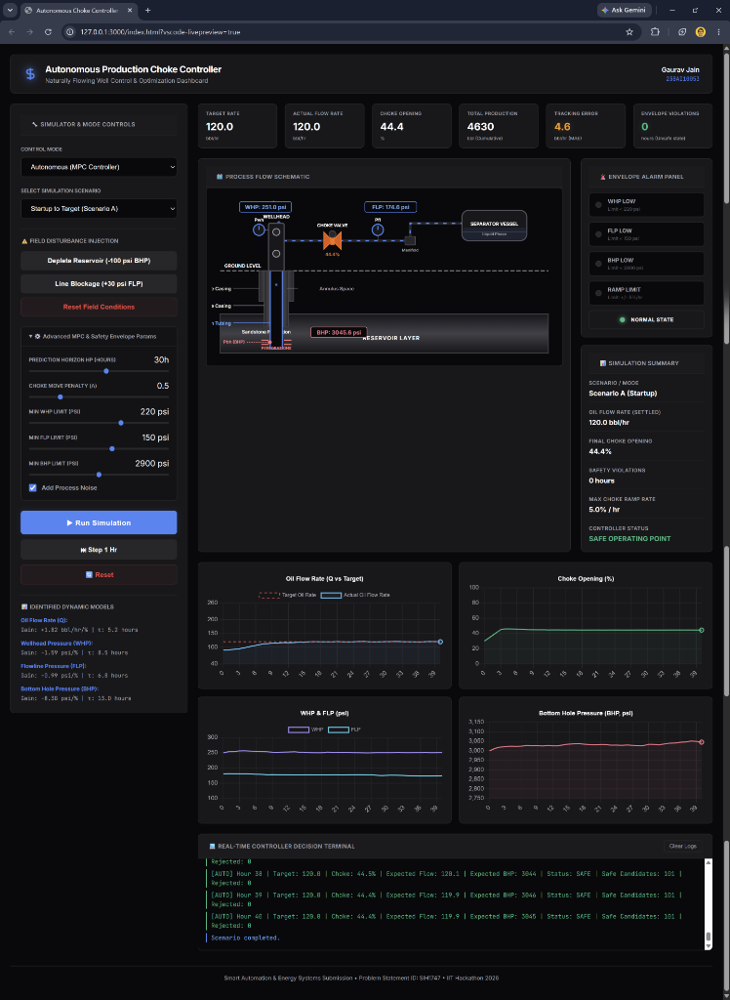 Autonomous Choke Controller
Ask Gemini
127.0.0.1:3000/index.html?vscode-livepreview=true
Autonomous Production Choke Controller
Naturally Flowing Well Control & Optimization Dashboard
Gaurav Jain
SIMULATOR & MODE CONTROLS
CONTROL MODE
Autonomous (MPC Controller)
SELECT SIMULATION SCENARIO
Startup to Target (Scenario A)
FIELD DISTURBANCE INJECTION
Deplete Reservoir (-100 psi BHP)
Line Blockage (+30 psi FLP)
Reset Field Conditions
Advanced MPC & Safety Envelope Params
PREDICTION HORIZON HP (HOURS) 30h
CHOKE MOVE PENALTY (Λ) 0.5
MIN WHP LIMIT (PSI) 220 psi
MIN FLP LIMIT (PSI) 150 psi
MIN BHP LIMIT (PSI) 2900 psi
Add Process Noise
Run Simulation
Step 1 Hr
Reset
IDENTIFIED DYNAMIC MODELS
Oil Flow Rate (Q):
Gain: +1.82 bbl/hr/% | τ: 5.2 hours
Wellhead Pressure (WHP):
Gain: -1.59 psi/% | τ: 8.5 hours
Flowline Pressure (FLP):
Gain: -0.99 psi/% | τ: 6.8 hours
Bottom Hole Pressure (BHP):
Gain: -8.38 psi/% | τ: 13.0 hours
TARGET RATE
120.0
bbl/hr
ACTUAL FLOW RATE
120.0
bbl/hr
CHOKE OPENING
44.4
%
TOTAL PRODUCTION
4630
bbl (Cumulative)
TRACKING ERROR
4.6
bbl/hr (MAE)
ENVELOPE VIOLATIONS
0
hours (Unsafe state)
PROCESS FLOW SCHEMATIC
WHP: 251.0 psi
FLP: 174.6 psi
Pwh
WELLHEAD
CHOKE VALVE
44.4%
Pfl
Manifold
SEPARATOR VESSEL
Liquid Phase
GROUND LEVEL
Casing
Annulus Space
Casing
Tubing
Pbh (BHP)
PERFORATIONS
BHP: 3045.6 psi
RESERVOIR LAYER
ENVELOPE ALARM PANEL
WHP LOW
Limit < 220 psi
FLP LOW
Limit < 150 psi
BHP LOW
Limit < 2900 psi
RAMP LIMIT
NORMAL STATE
SIMULATION SUMMARY
SCENARIO / MODE
Scenario A (Startup)
OIL FLOW RATE (SETTLED)
120.0 bbl/hr
FINAL CHOKE OPENING
44.4%
SAFETY VIOLATIONS
0 hours
MAX CHOKE RAMP RATE
5.0% / hr
CONTROLLER STATUS
SAFE OPERATING POINT
Oil Flow Rate (Q vs Target)
Target Oil Rate Actual Oil Flow Rate
260
200
150
100
40
0 3 6 9 12 15 18 21 24 27 30 33 36 39
Choke Opening (%)
100
80
60
40
20
0
0 3 6 9 12 15 18 21 24 27 30 33 36 39
WHP & FLP (psi)
WHP FLP
300
250
200
150
100
0 3 6 9 12 15 18 21 24 27 30 33 36 39
Bottom Hole Pressure (BHP, psi)
3,150
3,100
3,050
3,000
2,950
2,900
2,850
2,800
2,750
0 3 6 9 12 15 18 21 24 27 30 33 36 39
REAL-TIME CONTROLLER DECISION TERMINAL
Clear Logs
Rejected: 0
[AUTO] Hour 38 | Target: 120.0 | Choke: 44.5% | Expected Flow: 120.1 | Expected BHP: 3044 | Status: SAFE | Safe Candidates: 101 |
Rejected: 0
[AUTO] Hour 39 | Target: 120.0 | Choke: 44.4% | Expected Flow: 119.9 | Expected BHP: 3046 | Status: SAFE | Safe Candidates: 101 |
Rejected: 0
[AUTO] Hour 40 | Target: 120.0 | Choke: 44.4% | Expected Flow: 119.9 | Expected BHP: 3045 | Status: SAFE | Safe Candidates: 101 |
Rejected: 0
Scenario completed.
Smart Automation & Energy Systems Submission • Problem Statement ID: SIH1747 • IIT Hackathon 2026